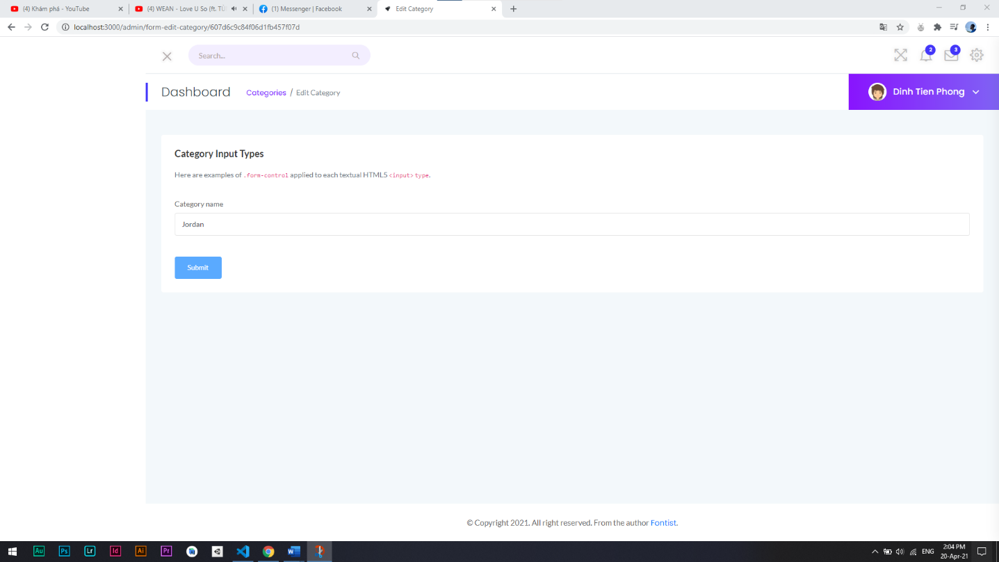 (4) Khám phá - YouTube
(4) WEAN - Love U So (ft. TÙ
(1) Messenger | Facebook
Edit Category
localhost:3000/admin/form-edit-category/607d6c9c84f06d1fb457f07d
Search...
2
3
Dashboard
Categories / Edit Category
Dinh Tien Phong
Category Input Types
Here are examples of .form-control applied to each textual HTML5 <input> type.
Category name
Jordan
Submit
© Copyright 2021. All right reserved. From the author Fontist.
Au
Ps
Lr
Id
Ai
Pr
W
ENG
2:04 PM
20-Apr-21